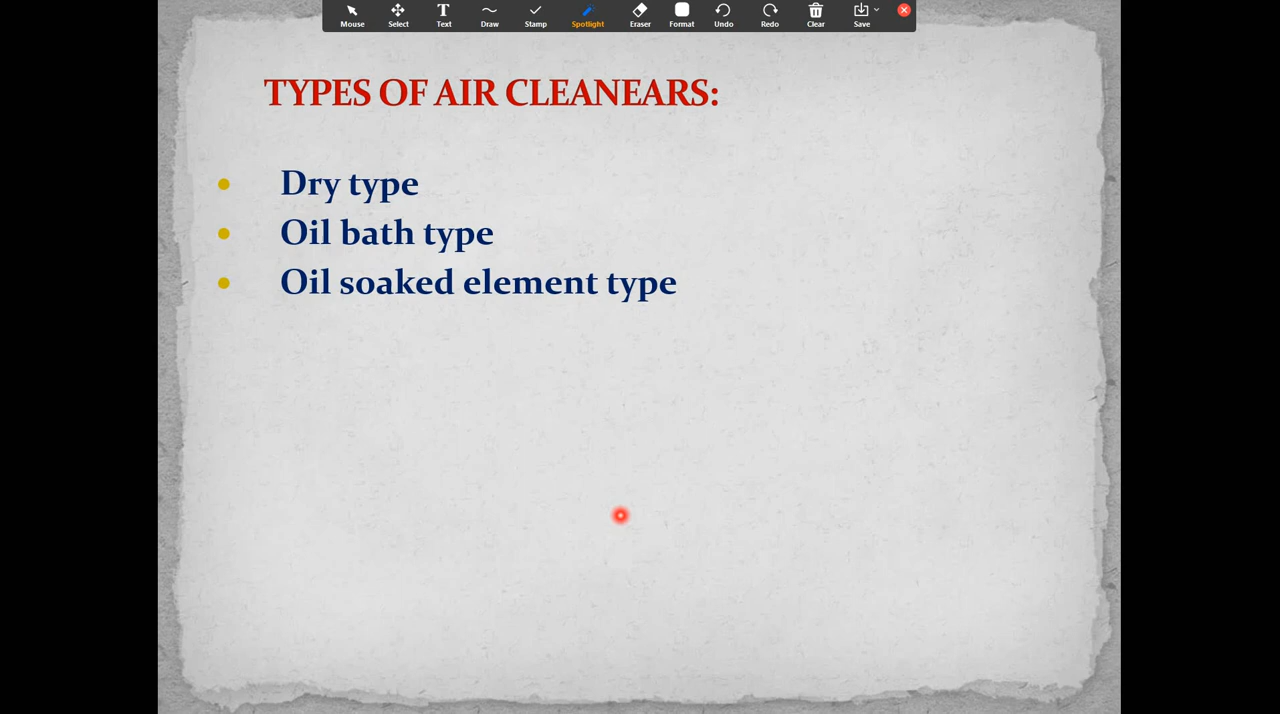 Mouse Select Text Draw Stamp Spotlight Eraser Format Undo Redo Clear Save
TYPES OF AIR CLEANEARS:
• Dry type
• Oil bath type
• Oil soaked element type